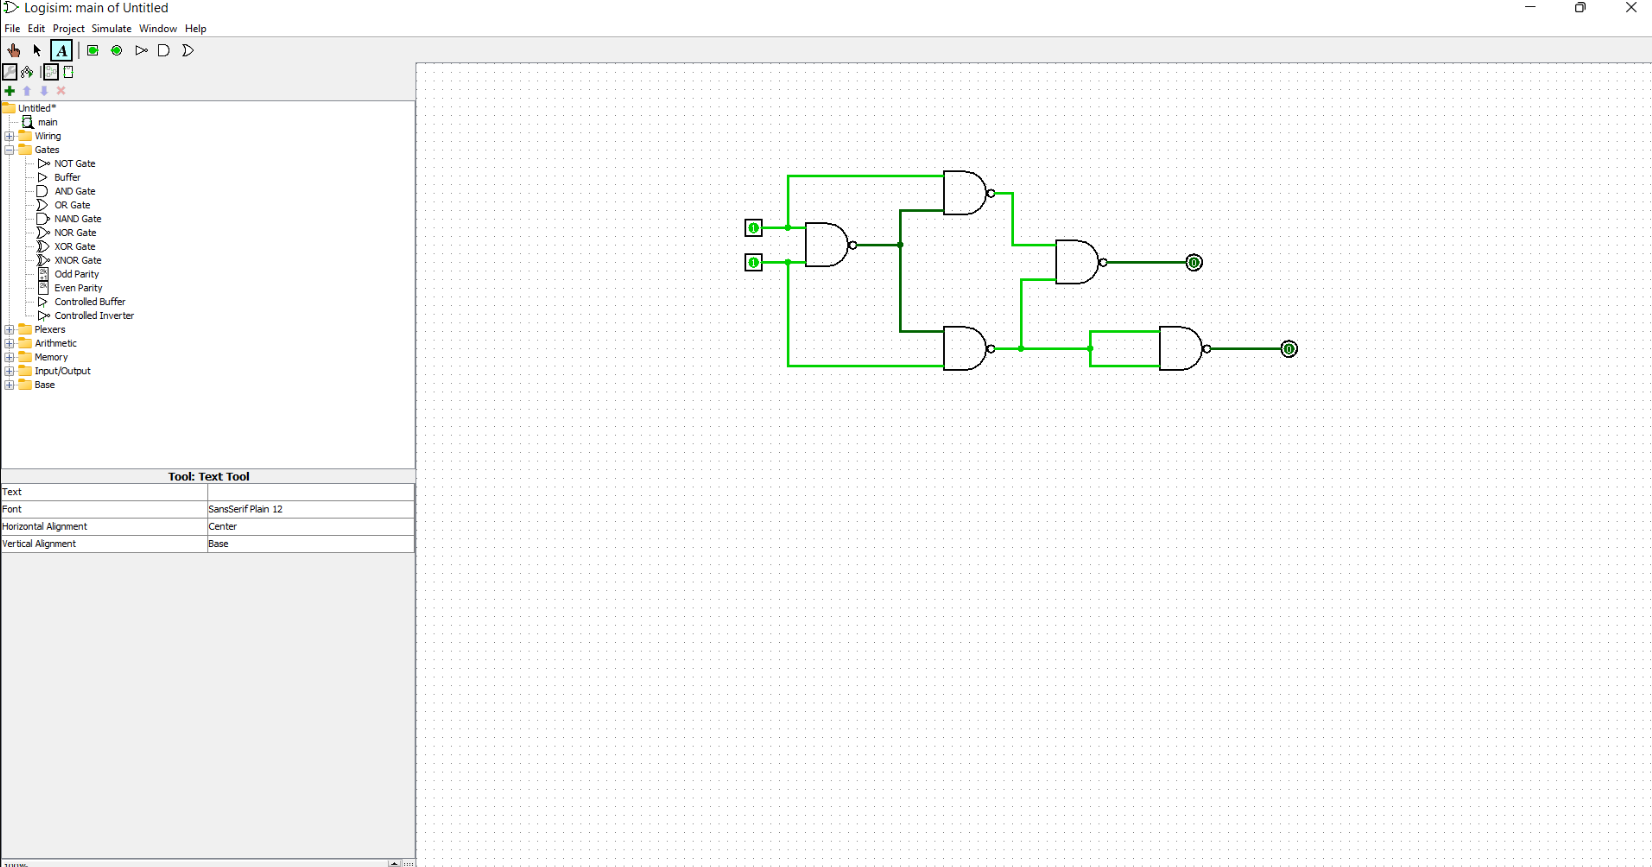 Logisim: main of Untitled
File Edit Project Simulate Window Help
A
Untitled*
main
Wiring
Gates
NOT Gate
Buffer
AND Gate
OR Gate
NAND Gate
NOR Gate
XOR Gate
XNOR Gate
Odd Parity
Even Parity
Controlled Buffer
Controlled Inverter
Plexers
Arithmetic
Memory
Input/Output
Base
1
1
0
0
Tool: Text Tool
Text
Font SansSerif Plain 12
Horizontal Alignment Center
Vertical Alignment Base
100%